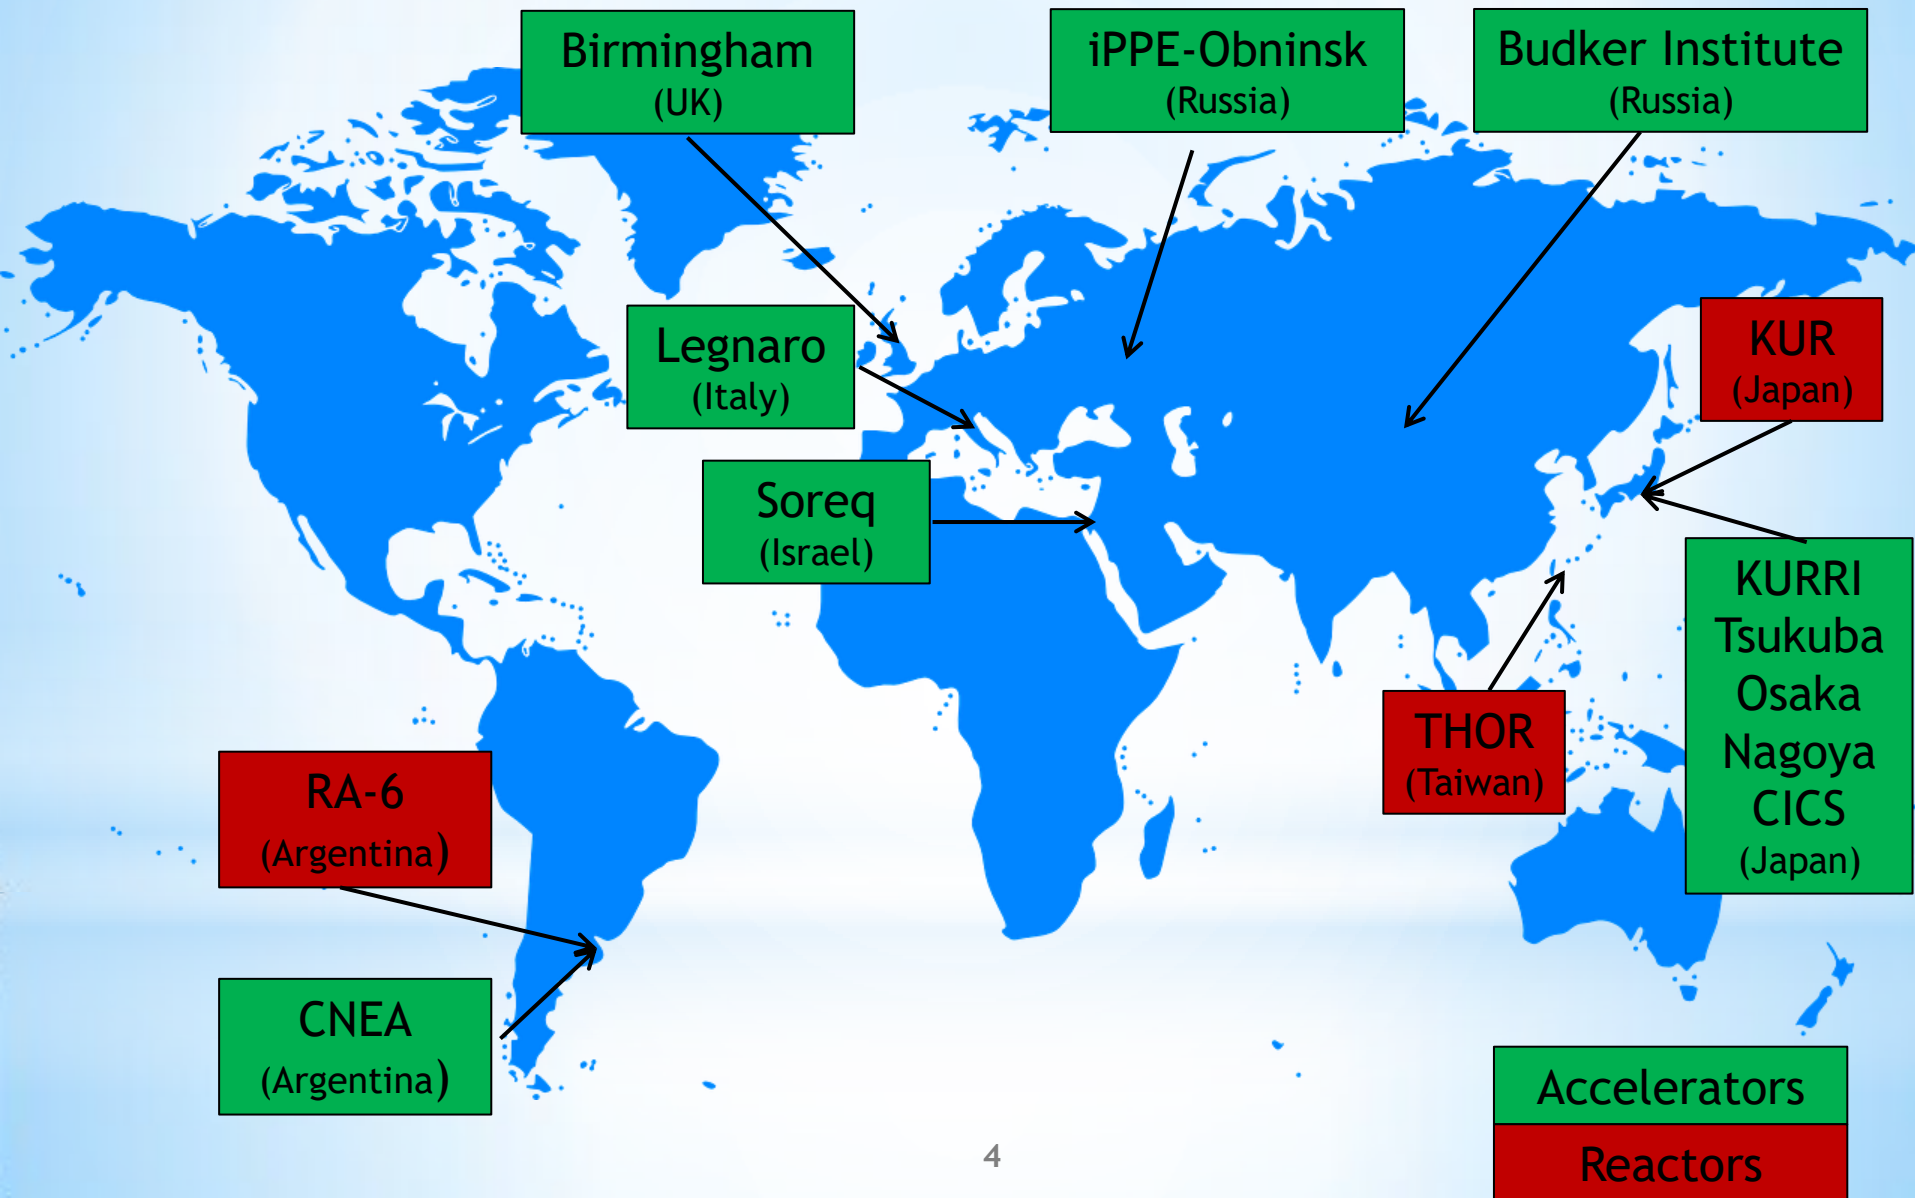 Birmingham
(UK)
iPPE-Obninsk
(Russia)
Budker Institute
(Russia)
Legnaro
(Italy)
KUR
(Japan)
Soreq
(Israel)
KURRI
Tsukuba
Osaka
Nagoya
CICS
(Japan)
THOR
(Taiwan)
RA-6
(Argentina)
CNEA
(Argentina)
Accelerators
Reactors
4